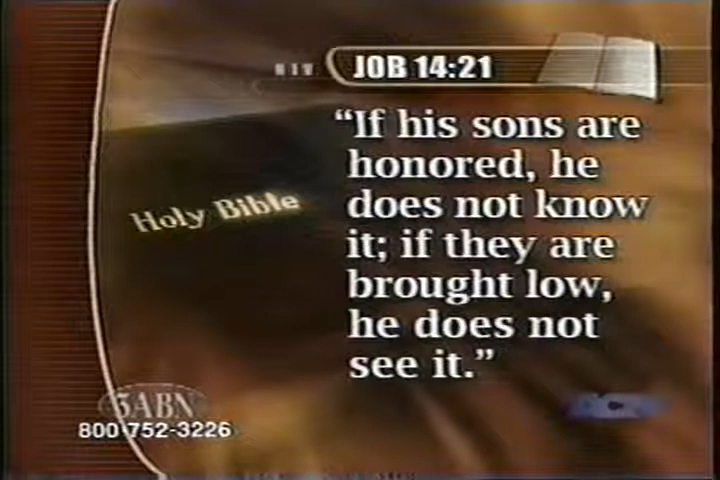 JOB 14:21
"If his sons are
honored, he
does not know
it; if they are
brought low,
he does not
see it."
Holy Bible
3ABN
800-752-3226